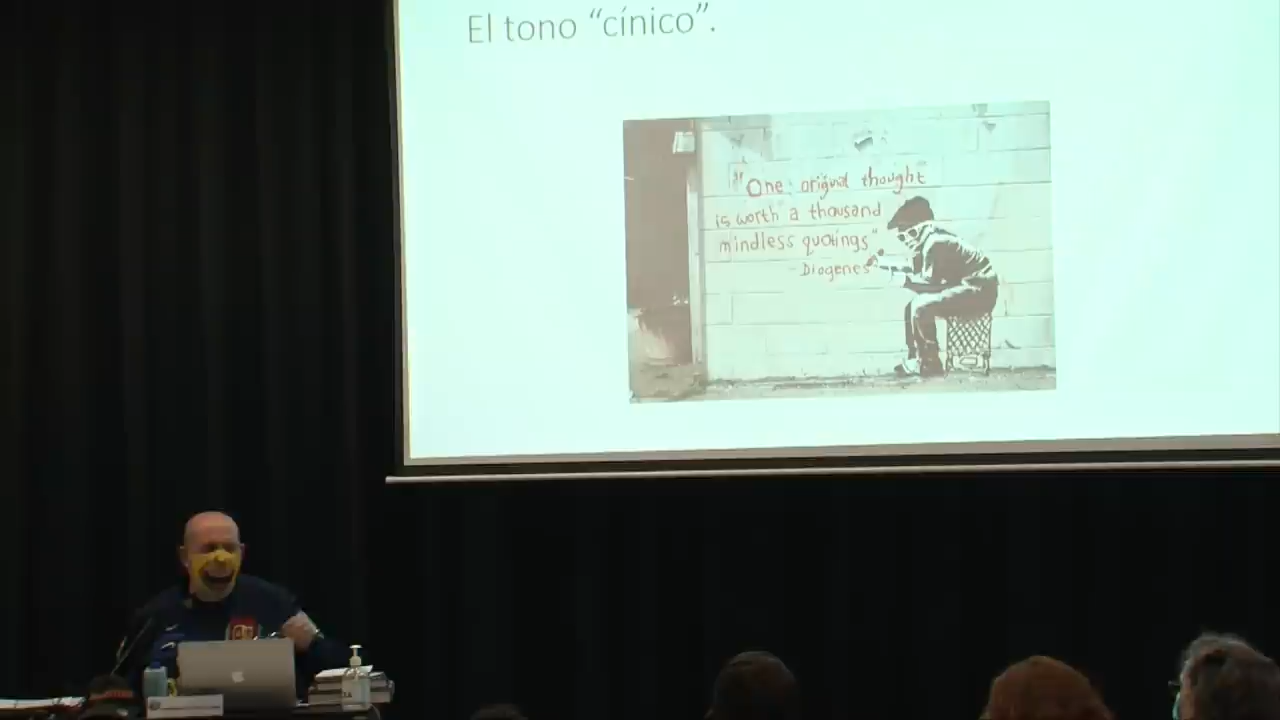 El tono “cínico”.
"One original thought
is worth a thousand
mindless quotings"
-Diogenes